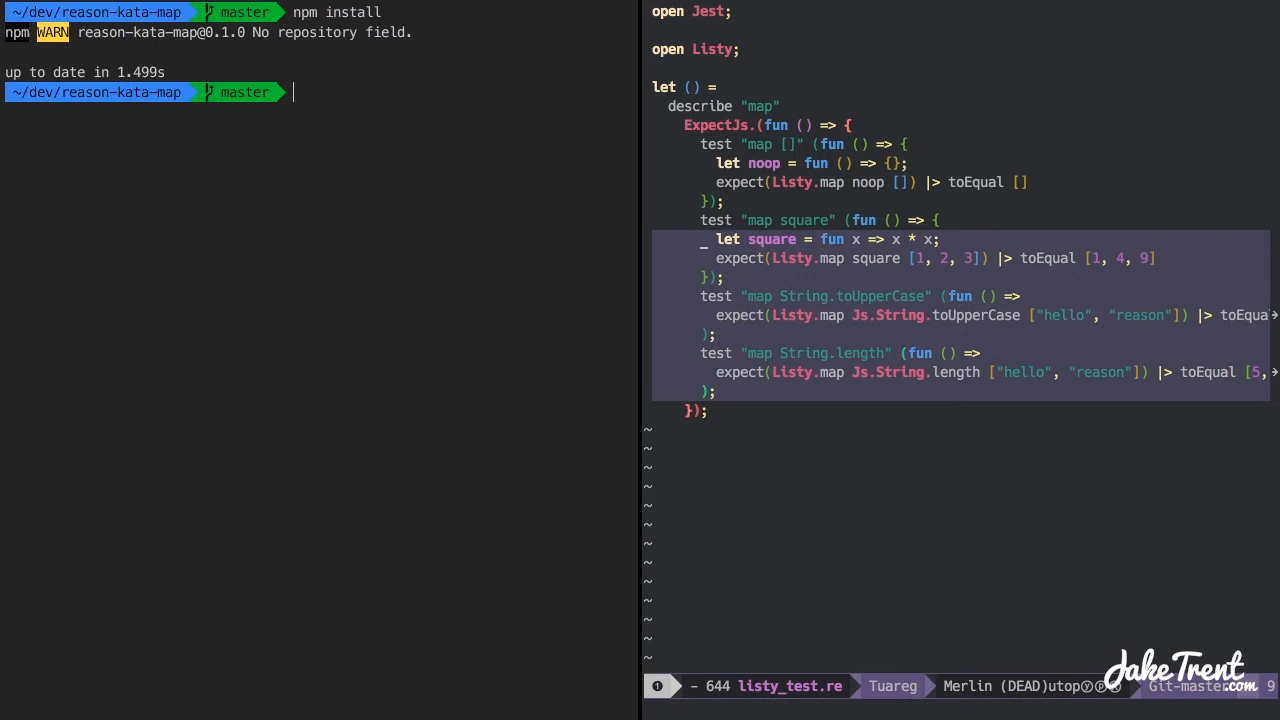 ~/dev/reason-kata-map master npm install
npm WARN reason-kata-map@0.1.0 No repository field.
up to date in 1.499s
~/dev/reason-kata-map master
open Jest;
open Listy;
let () =
describe "map"
ExpectJs.(fun () => {
test "map []" (fun () => {
let noop = fun () => {};
expect(Listy.map noop []) |> toEqual []
});
test "map square" (fun () => {
_ let square = fun x => x * x;
expect(Listy.map square [1, 2, 3]) |> toEqual [1, 4, 9]
});
test "map String.toUpperCase" (fun () =>
expect(Listy.map Js.String.toUpperCase ["hello", "reason"]) |> toEqua
);
test "map String.length" (fun () =>
expect(Listy.map Js.String.length ["hello", "reason"]) |> toEqual [5,
);
});
~
~
~
~
~
~
~
~
~
~
~
~
~
JakeTrent.com
❶ - 644 listy_test.re Tuareg Merlin (DEAD)utopⓨⓟⓀ Git-master 9